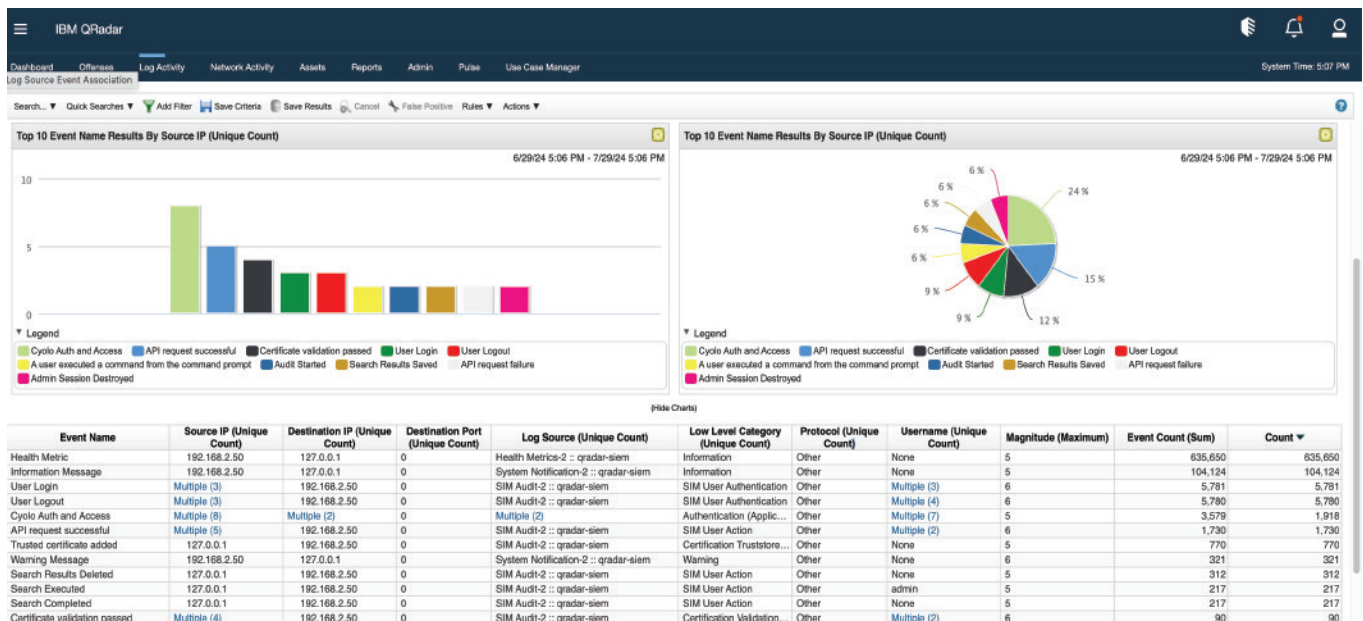 IBM QRadar
Dashboard Offenses Log Activity Network Activity Assets Reports Admin Pulse Use Case Manager System Time: 5:07 PM
Log Source Event Association
Search... Quick Searches Add Filter Save Criteria Save Results Cancel False Positive Rules Actions
Top 10 Event Name Results By Source IP (Unique Count)
6/29/24 5:06 PM - 7/29/24 5:06 PM
10
5
0
Legend
Cyolo Auth and Access API request successful Certificate validation passed User Login User Logout
A user executed a command from the command prompt Audit Started Search Results Saved API request failure
Admin Session Destroyed
Top 10 Event Name Results By Source IP (Unique Count)
6/29/24 5:06 PM - 7/29/24 5:06 PM
24 %
15 %
12 %
9 %
9 %
6 %
6 %
6 %
6 %
6 %
Legend
Cyolo Auth and Access API request successful Certificate validation passed User Login User Logout
A user executed a command from the command prompt Audit Started Search Results Saved API request failure
Admin Session Destroyed
(Hide Charts)
Event Name Source IP (Unique Count) Destination IP (Unique Count) Destination Port (Unique Count) Log Source (Unique Count) Low Level Category (Unique Count) Protocol (Unique Count) Username (Unique Count) Magnitude (Maximum) Event Count (Sum) Count
Health Metric 192.168.2.50 127.0.0.1 0 Health Metrics-2 :: qradar-siem Information Other None 5 635,650 635,650
Information Message 192.168.2.50 127.0.0.1 0 System Notification-2 :: qradar-siem Information Other None 5 104,124 104,124
User Login Multiple (3) 192.168.2.50 0 SIM Audit-2 :: qradar-siem SIM User Authentication Other Multiple (3) 6 5,781 5,781
User Logout Multiple (3) 192.168.2.50 0 SIM Audit-2 :: qradar-siem SIM User Authentication Other Multiple (4) 6 5,780 5,780
Cyolo Auth and Access Multiple (8) Multiple (2) 0 Multiple (2) Authentication (Applic... Other Multiple (7) 5 3,579 1,918
API request successful Multiple (5) 192.168.2.50 0 SIM Audit-2 :: qradar-siem SIM User Action Other Multiple (2) 6 1,730 1,730
Trusted certificate added 127.0.0.1 192.168.2.50 0 SIM Audit-2 :: qradar-siem Certification Truststore... Other None 5 770 770
Warning Message 192.168.2.50 127.0.0.1 0 System Notification-2 :: qradar-siem Warning Other None 6 321 321
Search Results Deleted 127.0.0.1 192.168.2.50 0 SIM Audit-2 :: qradar-siem SIM User Action Other None 5 312 312
Search Executed 127.0.0.1 192.168.2.50 0 SIM Audit-2 :: qradar-siem SIM User Action Other admin 5 217 217
Search Completed 127.0.0.1 192.168.2.50 0 SIM Audit-2 :: qradar-siem SIM User Action Other None 5 217 217
Certificate validation passed Multiple (4) 192.168.2.50 0 SIM Audit-2 :: qradar-siem Certification Validation... Other Multiple (2) 6 90 90